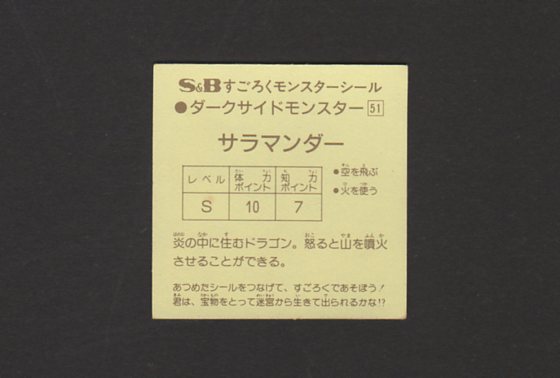 S&Bすごろくモンスターシール
●ダークサイドモンスター 51
サラマンダー
レベル 体力ポイント 知力ポイント
S 10 7
●空を飛ぶ
●火を使う
炎の中に住むドラゴン。怒ると山を噴火
させることができる。
あつめたシールをつなげて、すごろくであそぼう!
君は、宝物をとって迷宮から生きて出られるかな!?